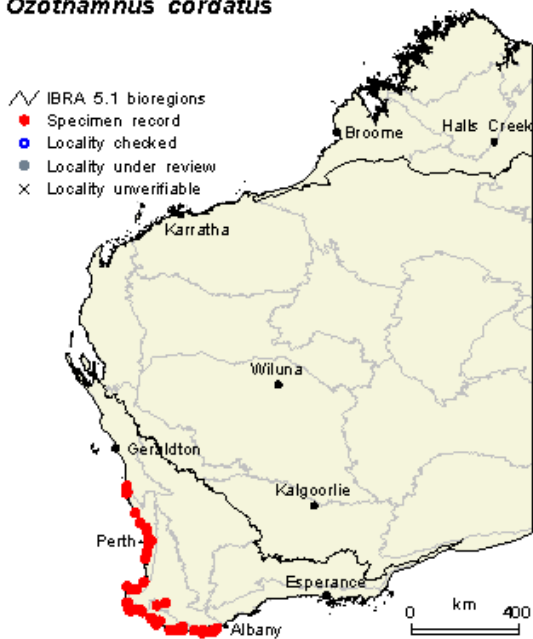 Ozothamnus cordatus
IBRA 5.1 bioregions
Specimen record
Locality checked
Locality under review
Locality unverifiable
Broome
Halls Creek
Karratha
Wiluna
Geraldton
Kalgoorlie
Perth
Esperance
Albany
km
0 400